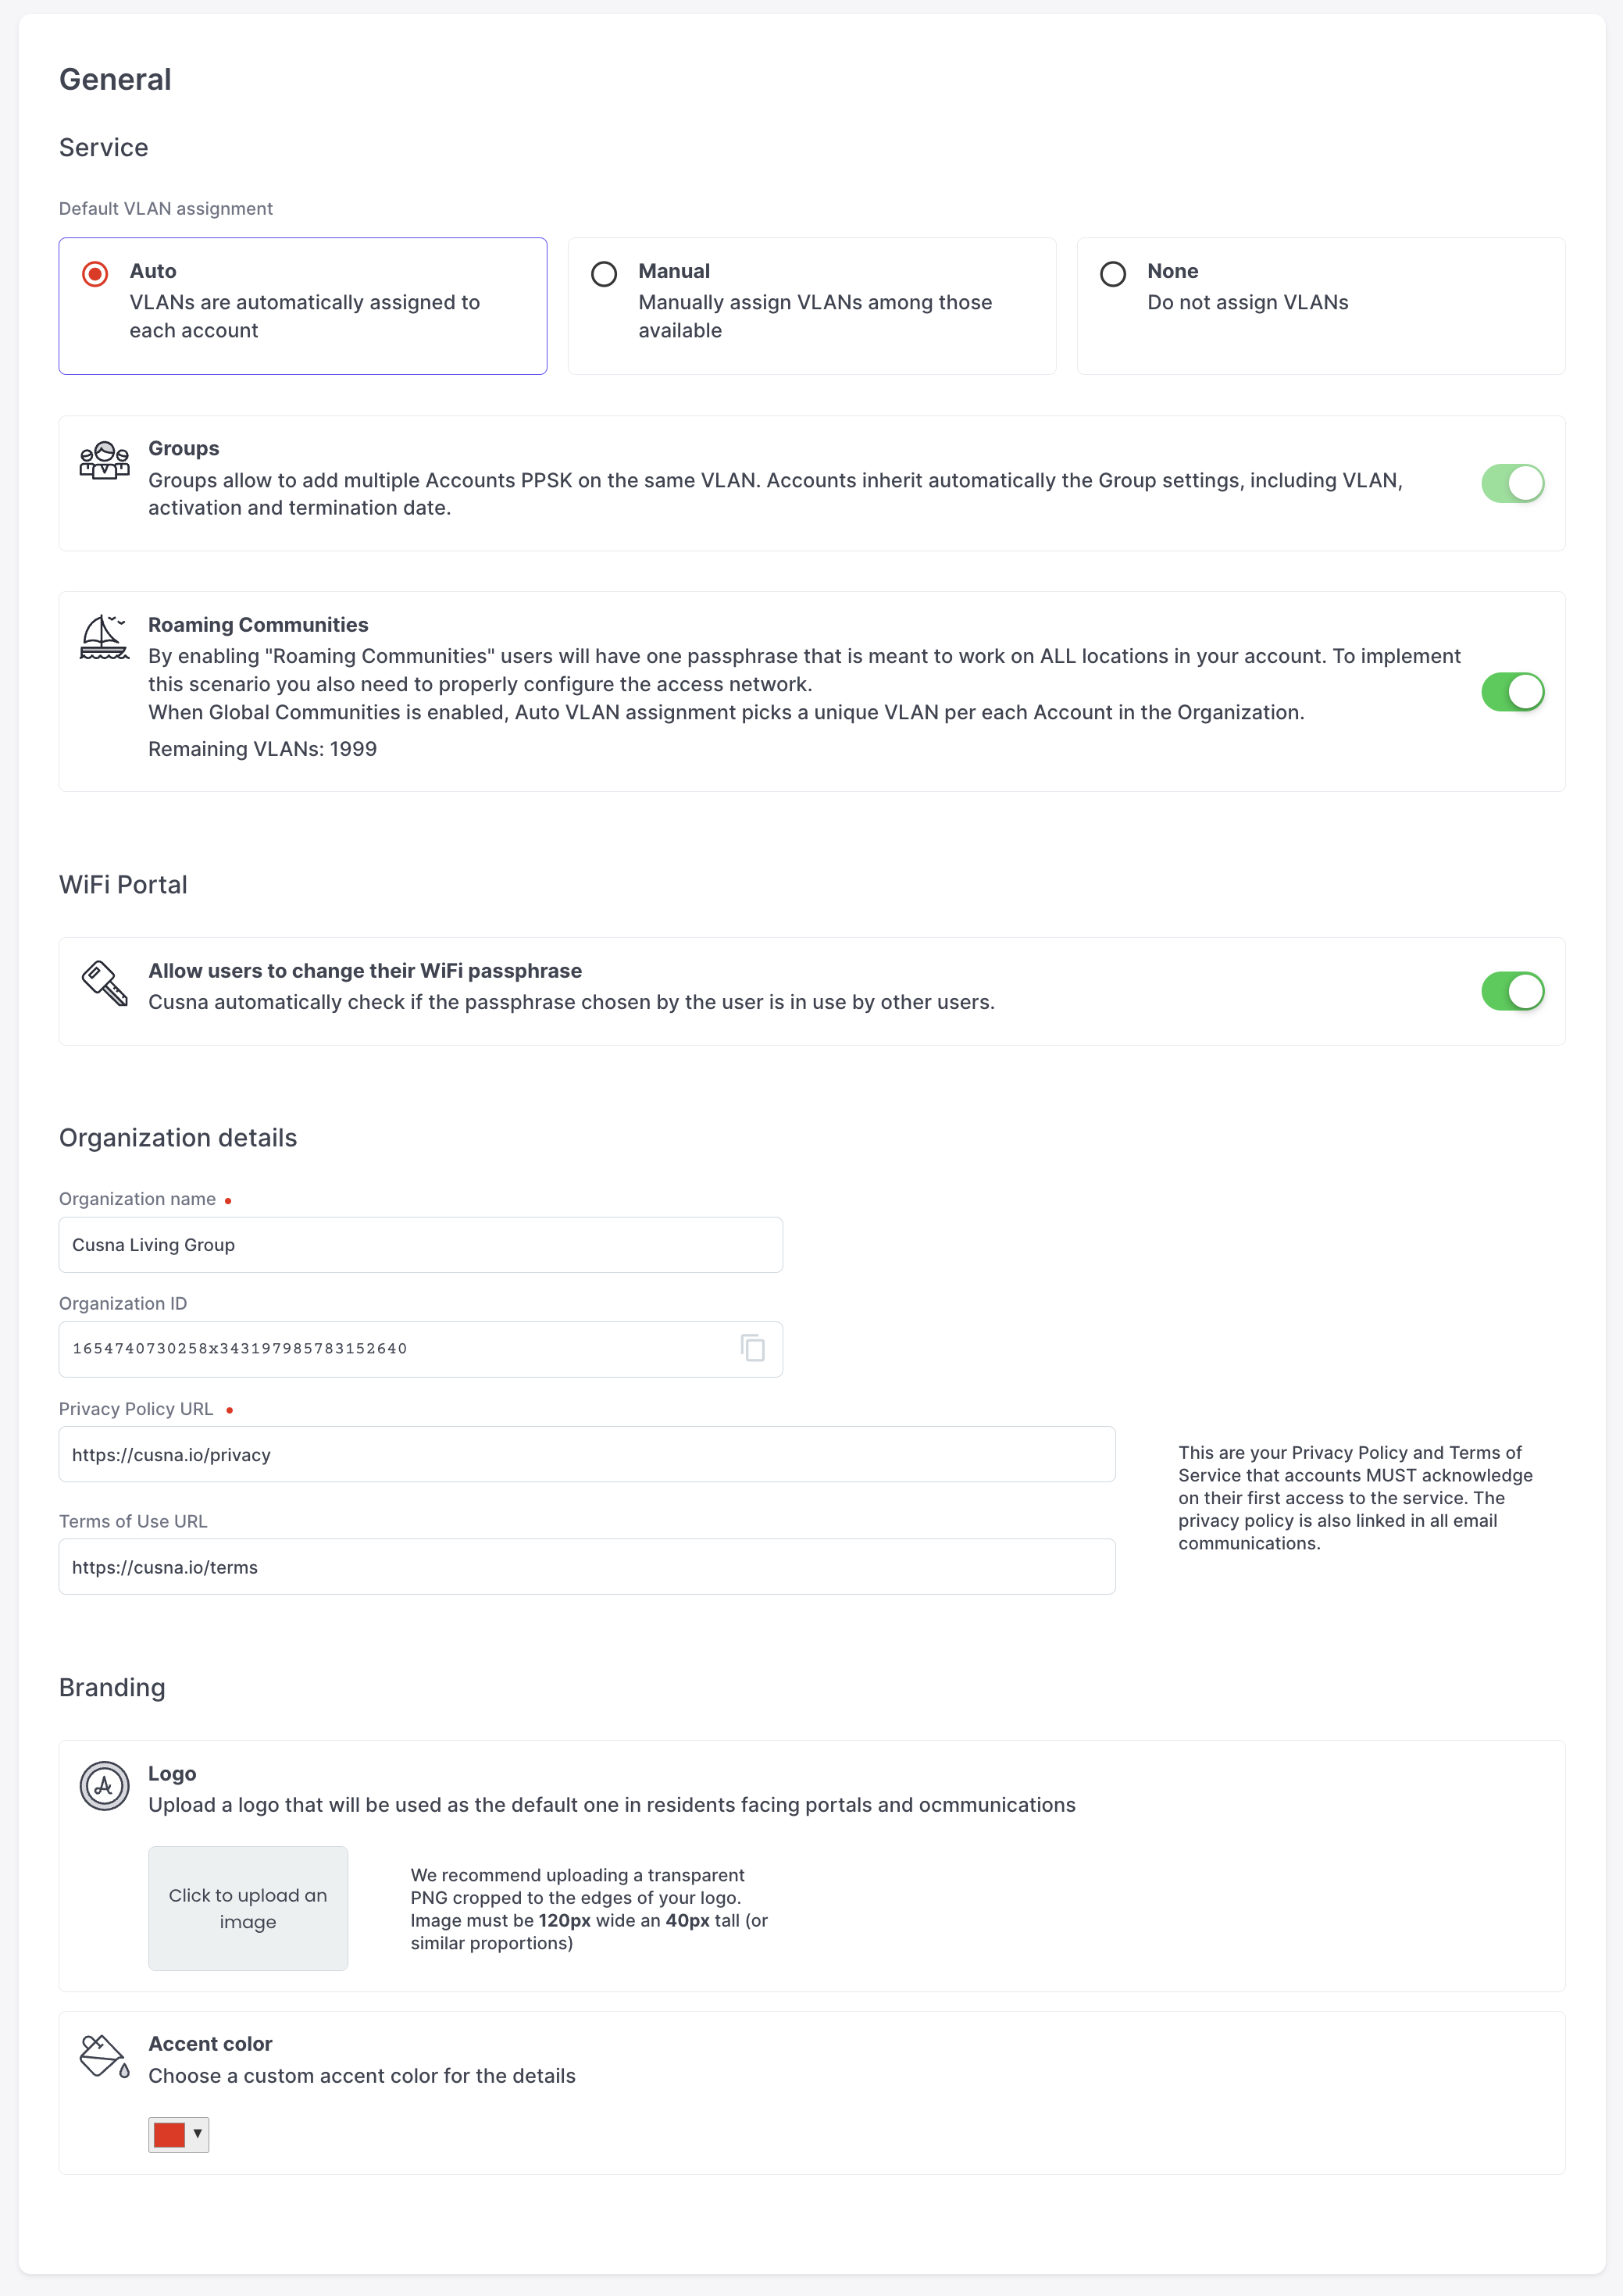 General
Service
Default VLAN assignment
Auto
VLANs are automatically assigned to
each account
Manual
Manually assign VLANs among those
available
None
Do not assign VLANs
Groups
Groups allow to add multiple Accounts PPSK on the same VLAN. Accounts inherit automatically the Group settings, including VLAN,
activation and termination date.
Roaming Communities
By enabling "Roaming Communities" users will have one passphrase that is meant to work on ALL locations in your account. To implement
this scenario you also need to properly configure the access network.
When Global Communities is enabled, Auto VLAN assignment picks a unique VLAN per each Account in the Organization.
Remaining VLANs: 1999
WiFi Portal
Allow users to change their WiFi passphrase
Cusna automatically check if the passphrase chosen by the user is in use by other users.
Organization details
Organization name
Cusna Living Group
Organization ID
1654740730258x343197985783152640
Privacy Policy URL
https://cusna.io/privacy
Terms of Use URL
https://cusna.io/terms
This are your Privacy Policy and Terms of
Service that accounts MUST acknowledge
on their first access to the service. The
privacy policy is also linked in all email
communications.
Branding
Logo
Upload a logo that will be used as the default one in residents facing portals and ocmmunications
Click to upload an
image
We recommend uploading a transparent
PNG cropped to the edges of your logo.
Image must be 120px wide an 40px tall (or
similar proportions)
Accent color
Choose a custom accent color for the details